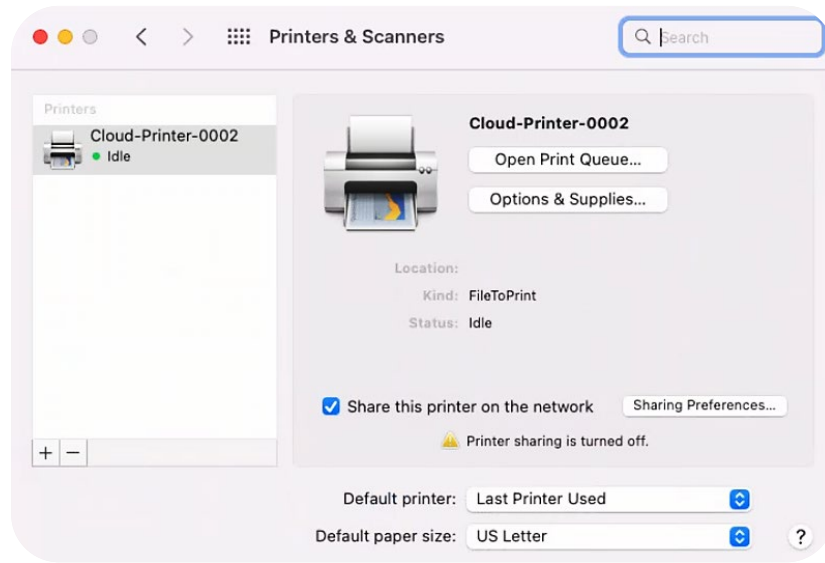 Printers & Scanners
Search
Printers
Cloud-Printer-0002
Idle
Cloud-Printer-0002
Open Print Queue...
Options & Supplies...
Location:
Kind: FileToPrint
Status: Idle
Share this printer on the network
Sharing Preferences...
Printer sharing is turned off.
+ −
Default printer: Last Printer Used
Default paper size: US Letter
?